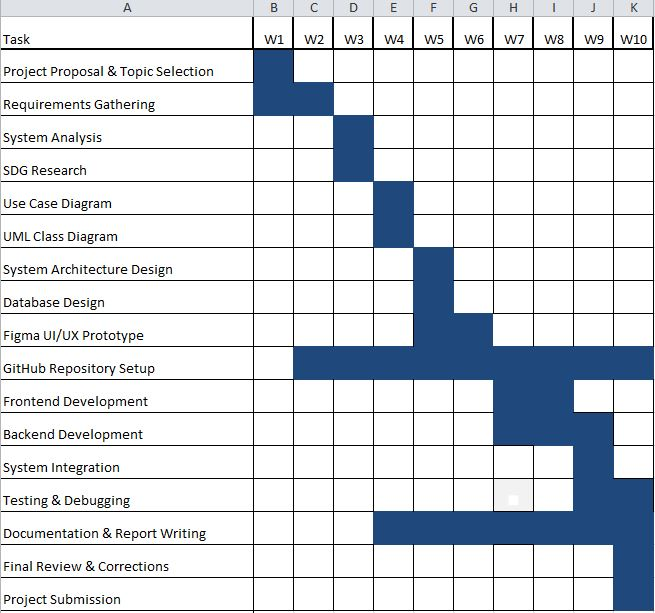 A B C D E F G H I J K
Task W1 W2 W3 W4 W5 W6 W7 W8 W9 W10
Project Proposal & Topic Selection
Requirements Gathering
System Analysis
SDG Research
Use Case Diagram
UML Class Diagram
System Architecture Design
Database Design
Figma UI/UX Prototype
GitHub Repository Setup
Frontend Development
Backend Development
System Integration
Testing & Debugging
Documentation & Report Writing
Final Review & Corrections
Project Submission